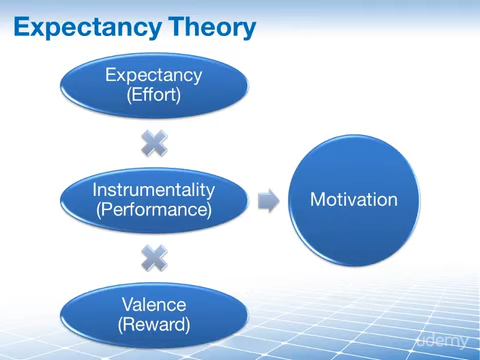 Expectancy Theory
Expectancy
(Effort)
Instrumentality
(Performance)
Motivation
Valence
(Reward)
udemy